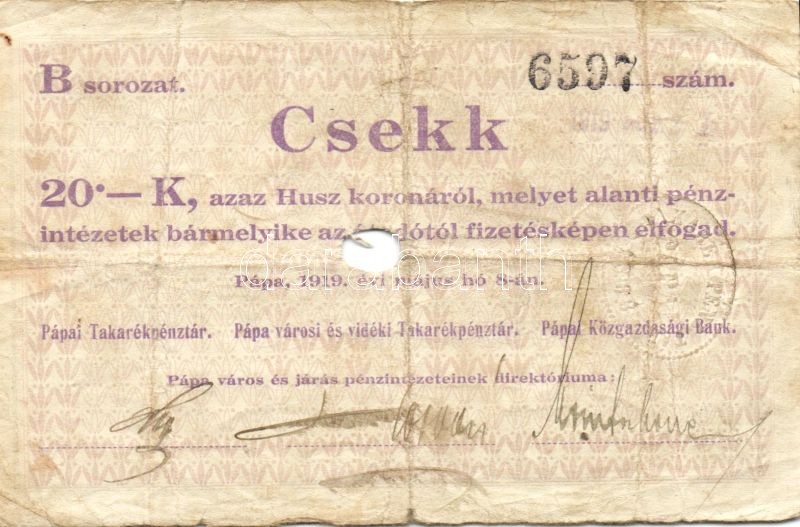 B sorozat. 6597 szám.
Csekk
20·— K, azaz Husz koronáról, melyet alanti pénz-
intézetek bármelyike az fizetésképen elfogad.
Pápa, 1919. évi május hó 8-án.
Pápai Takarékpénztár. Pápa városi és vidéki Takarékpénztár. Pápai Közgazdasági Bank.
Pápa város és járás pénzintézeteinek direktóriuma: